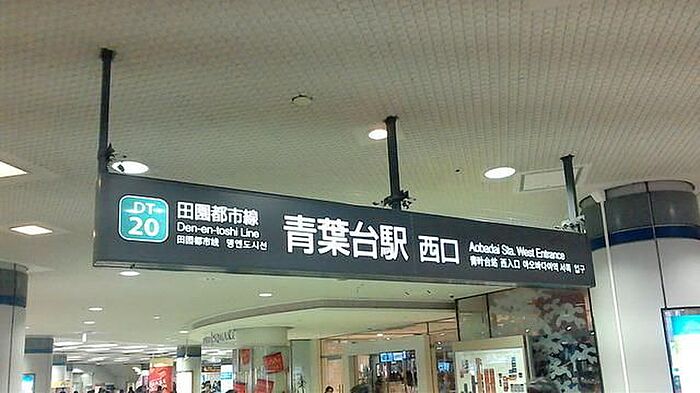 DT
20
田園都市線
Den-en-toshi Line
田園都市线 덴엔도시선
青葉台駅 西口
Aobadai Sta. West Entrance
青叶台站 西入口 아오바다이역 서쪽 입구